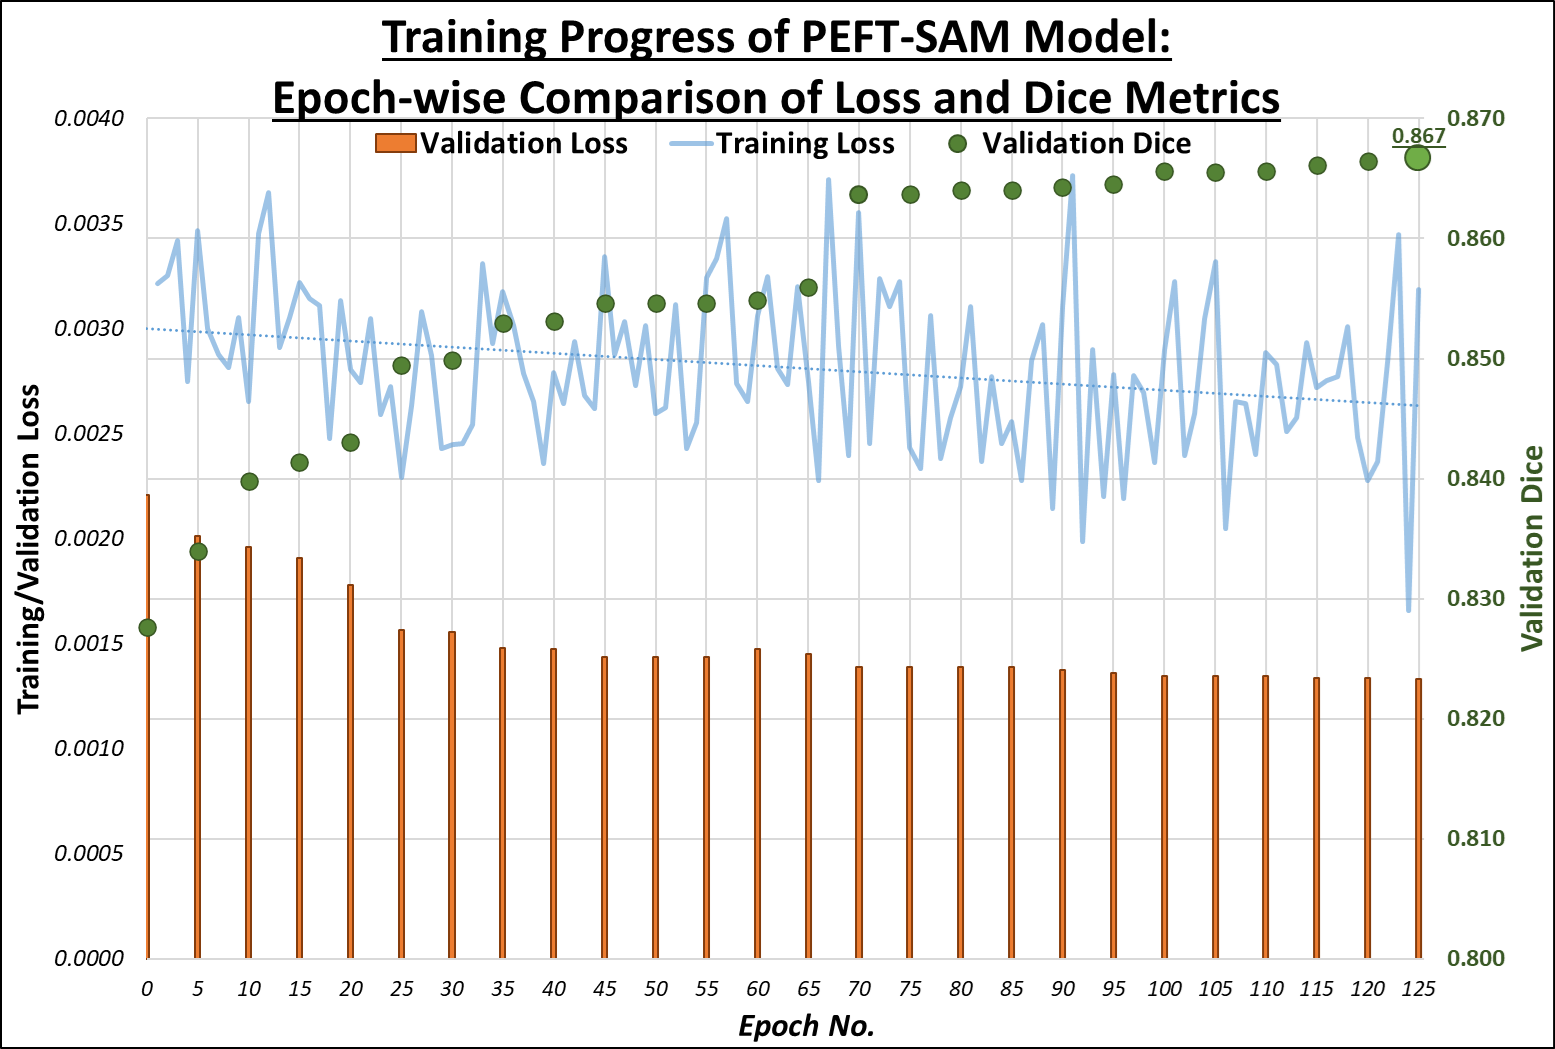 Training Progress of PEFT-SAM Model:
Epoch-wise Comparison of Loss and Dice Metrics
Validation Loss Training Loss Validation Dice
0.867
Training/Validation Loss
0.0040
0.0035
0.0030
0.0025
0.0020
0.0015
0.0010
0.0005
0.0000
0.870
0.860
0.850
0.840
0.830
0.820
0.810
0.800
Validation Dice
0 5 10 15 20 25 30 35 40 45 50 55 60 65 70 75 80 85 90 95 100 105 110 115 120 125
Epoch No.